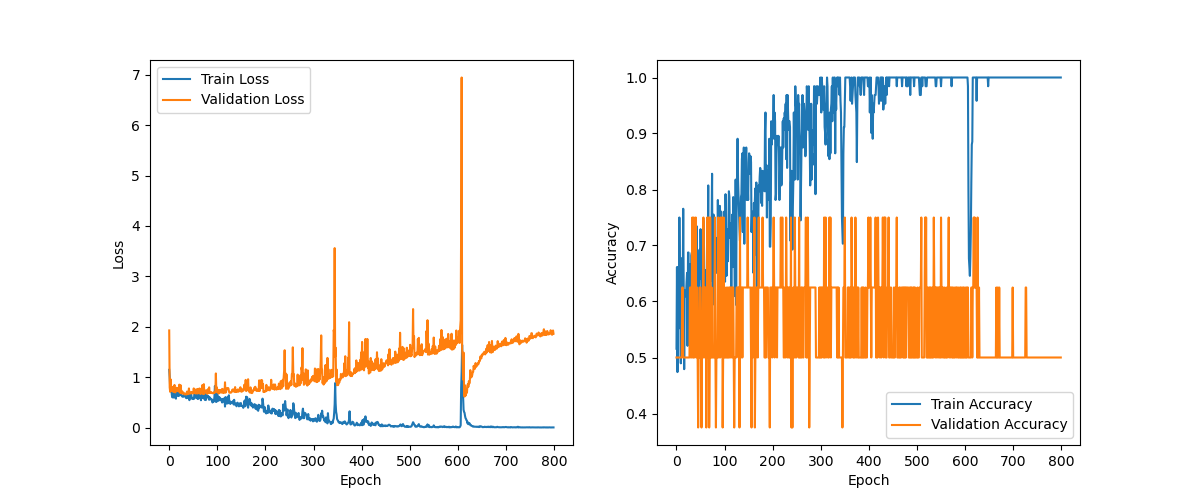 Train Loss
Validation Loss
7
6
5
4
3
2
1
0
Loss
0 100 200 300 400 500 600 700 800
Epoch
1.0
0.9
0.8
0.7
0.6
0.5
0.4
Accuracy
Train Accuracy
Validation Accuracy
0 100 200 300 400 500 600 700 800
Epoch